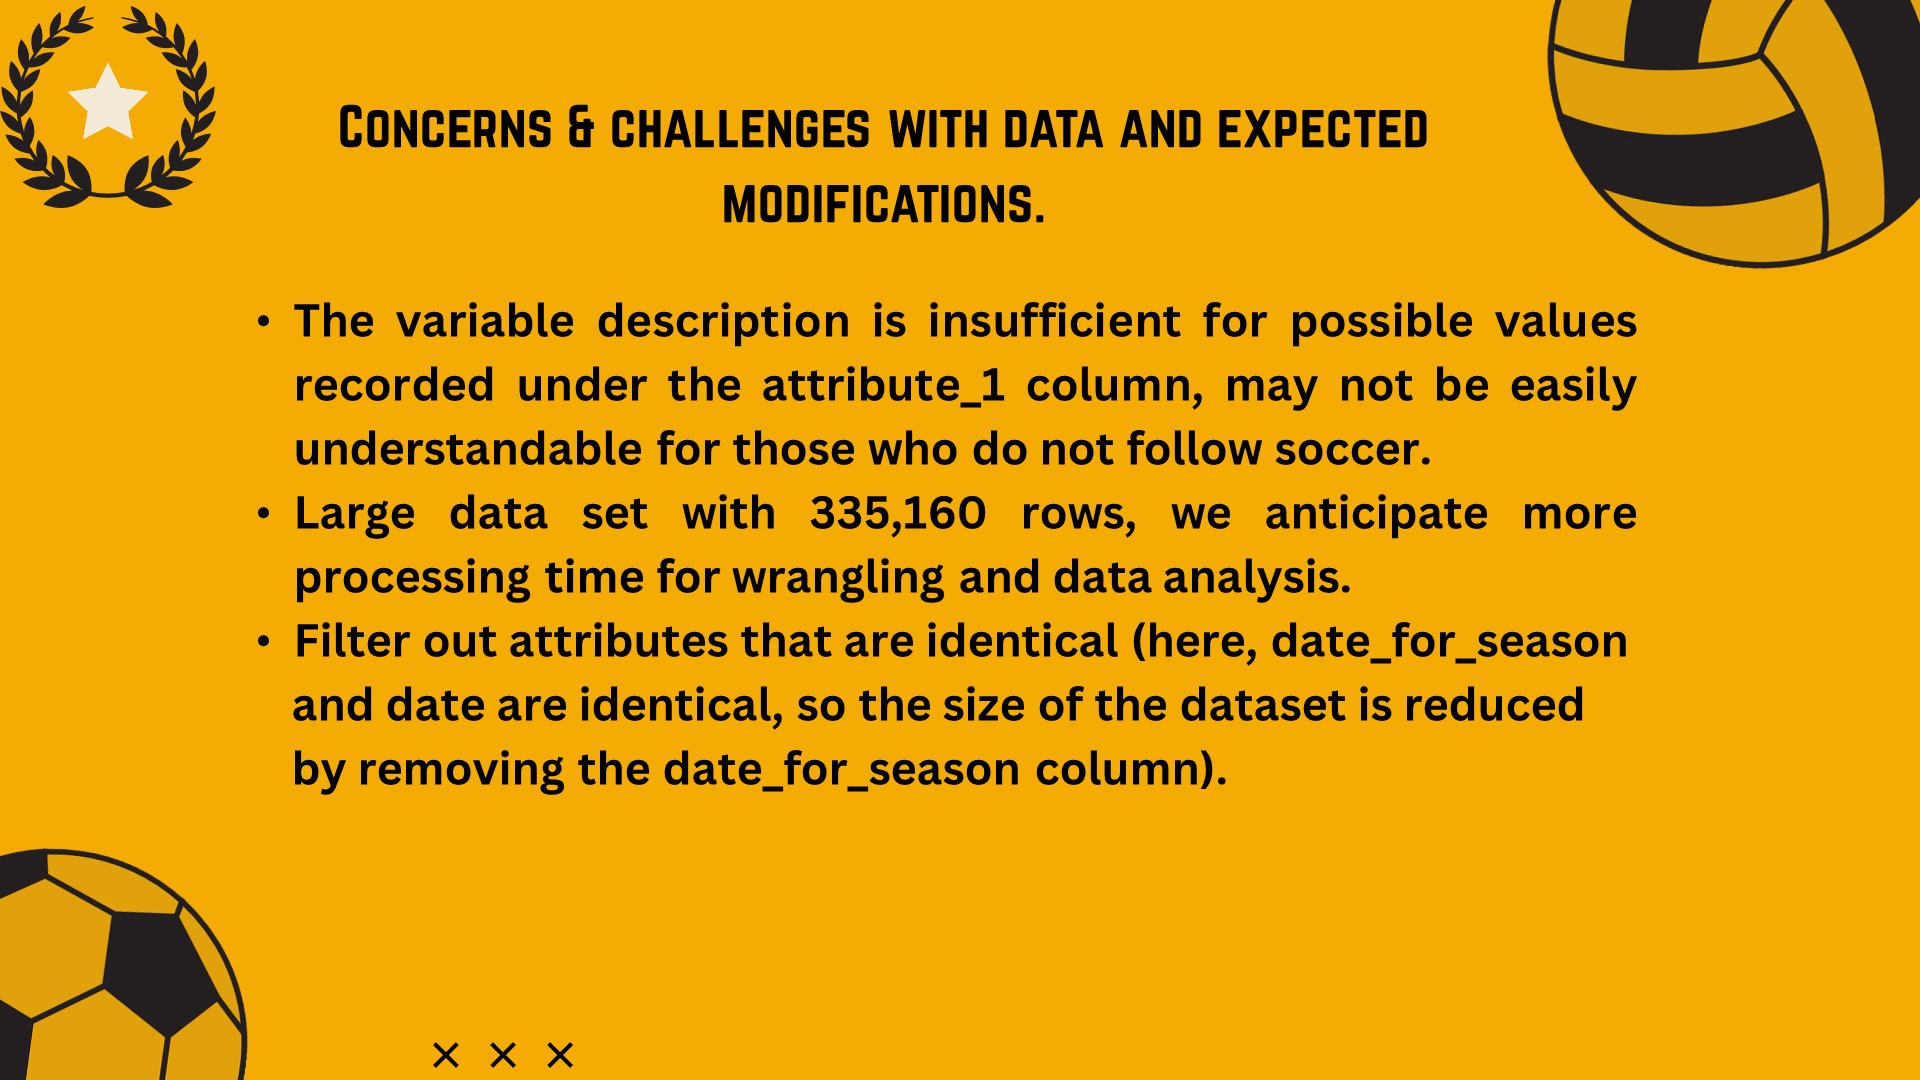 Concerns & challenges with data and expected
modifications.
• The variable description is insufficient for possible values
recorded under the attribute_1 column, may not be easily
understandable for those who do not follow soccer.
• Large data set with 335,160 rows, we anticipate more
processing time for wrangling and data analysis.
• Filter out attributes that are identical (here, date_for_season
and date are identical, so the size of the dataset is reduced
by removing the date_for_season column).